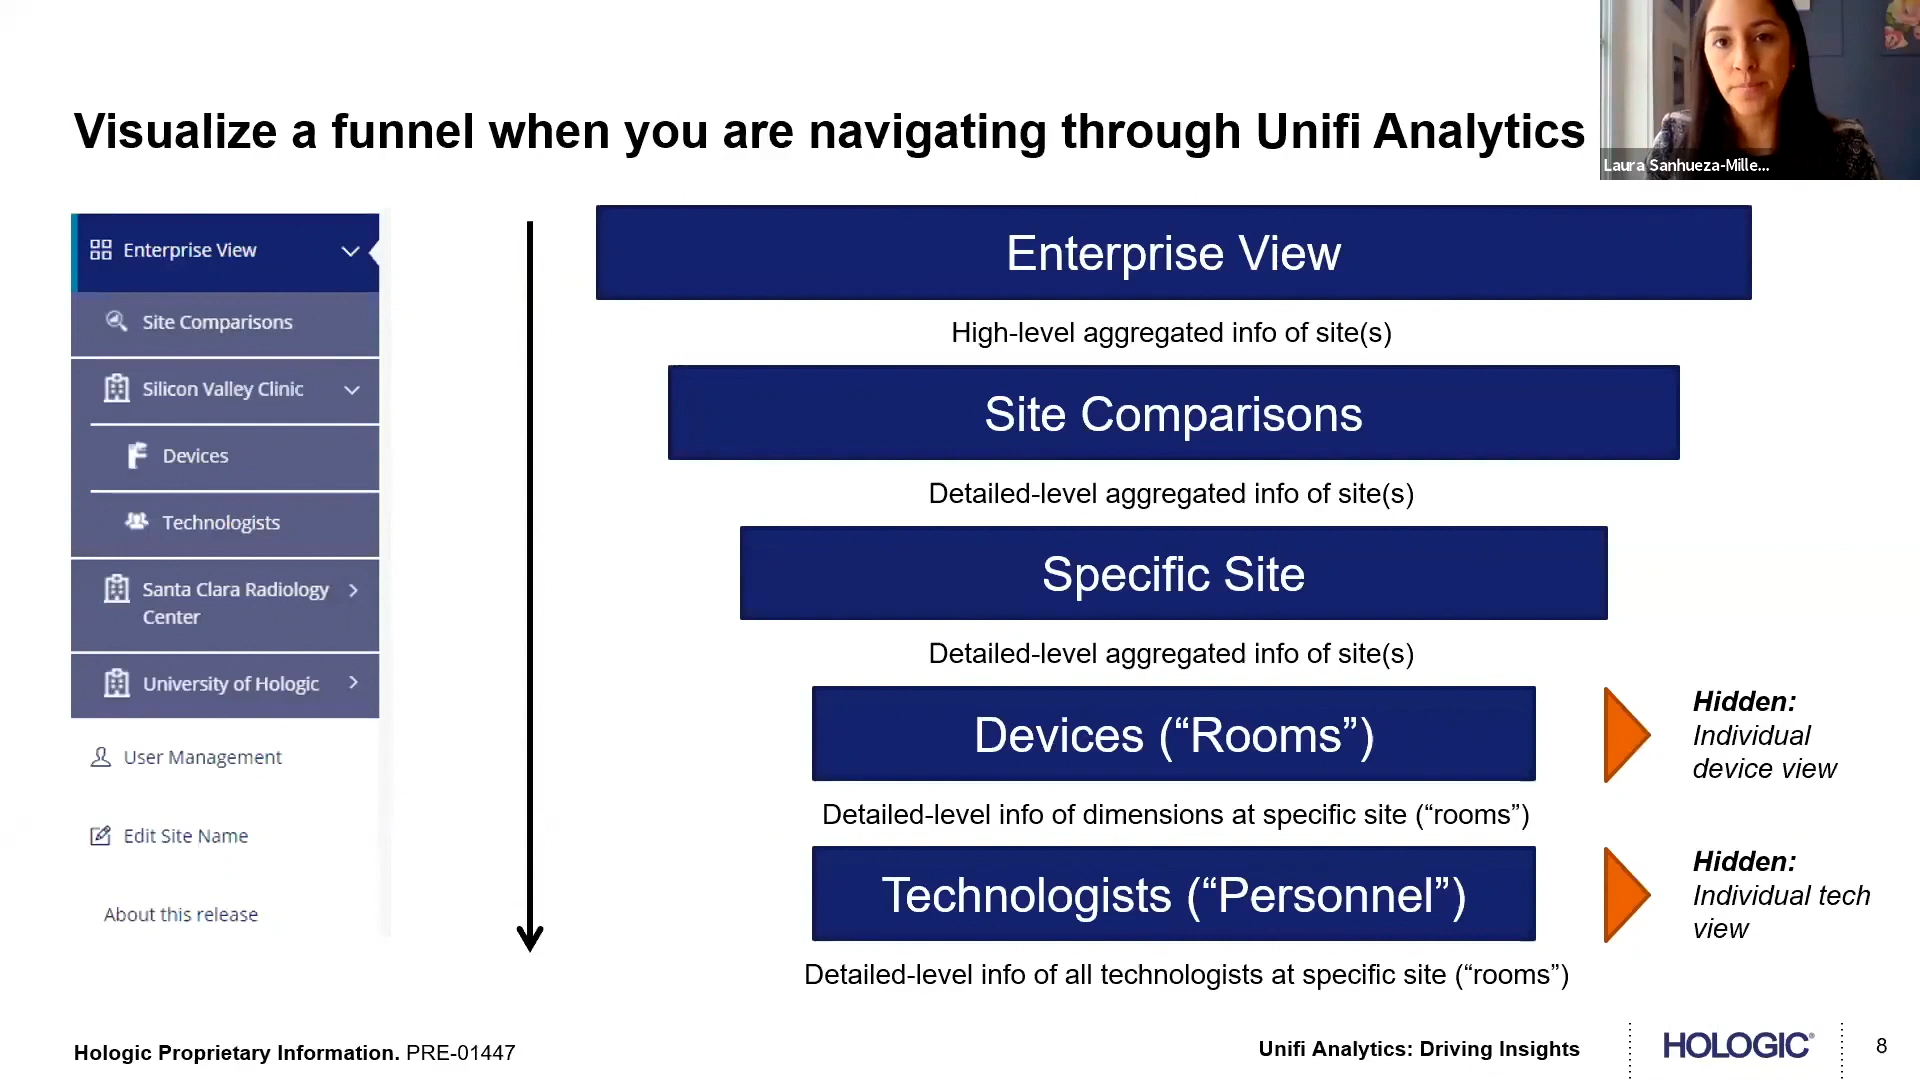 Visualize a funnel when you are navigating through Unifi Analytics
Laura Sanhueza-Mille...
Enterprise View
Site Comparisons
Silicon Valley Clinic
Devices
Technologists
Santa Clara Radiology
Center
University of Hologic
User Management
Edit Site Name
About this release
Enterprise View
High-level aggregated info of site(s)
Site Comparisons
Detailed-level aggregated info of site(s)
Specific Site
Detailed-level aggregated info of site(s)
Devices (“Rooms”)
Hidden:
Individual
device view
Detailed-level info of dimensions at specific site (“rooms”)
Technologists (“Personnel”)
Hidden:
Individual tech
view
Detailed-level info of all technologists at specific site (“rooms”)
Hologic Proprietary Information. PRE-01447
Unifi Analytics: Driving Insights
HOLOGIC®
8